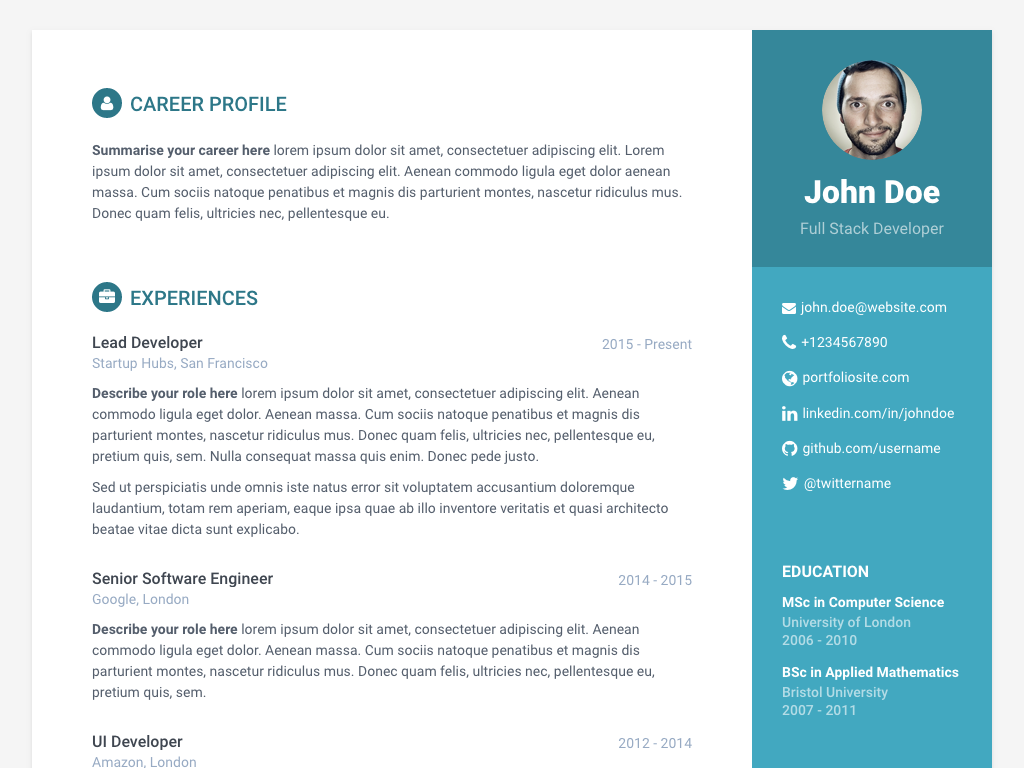 CAREER PROFILE
Summarise your career here lorem ipsum dolor sit amet, consectetuer adipiscing elit. Lorem
ipsum dolor sit amet, consectetuer adipiscing elit. Aenean commodo ligula eget dolor aenean
massa. Cum sociis natoque penatibus et magnis dis parturient montes, nascetur ridiculus mus.
Donec quam felis, ultricies nec, pellentesque eu.
EXPERIENCES
Lead Developer
2015 - Present
Startup Hubs, San Francisco
Describe your role here lorem ipsum dolor sit amet, consectetuer adipiscing elit. Aenean
commodo ligula eget dolor. Aenean massa. Cum sociis natoque penatibus et magnis dis
parturient montes, nascetur ridiculus mus. Donec quam felis, ultricies nec, pellentesque eu,
pretium quis, sem. Nulla consequat massa quis enim. Donec pede justo.
Sed ut perspiciatis unde omnis iste natus error sit voluptatem accusantium doloremque
laudantium, totam rem aperiam, eaque ipsa quae ab illo inventore veritatis et quasi architecto
beatae vitae dicta sunt explicabo.
Senior Software Engineer
2014 - 2015
Google, London
Describe your role here lorem ipsum dolor sit amet, consectetuer adipiscing elit. Aenean
commodo ligula eget dolor. Aenean massa. Cum sociis natoque penatibus et magnis dis
parturient montes, nascetur ridiculus mus. Donec quam felis, ultricies nec, pellentesque eu,
pretium quis, sem.
UI Developer
2012 - 2014
Amazon, London
John Doe
Full Stack Developer
john.doe@website.com
+1234567890
portfoliosite.com
linkedin.com/in/johndoe
github.com/username
@twittername
EDUCATION
MSc in Computer Science
University of London
2006 - 2010
BSc in Applied Mathematics
Bristol University
2007 - 2011